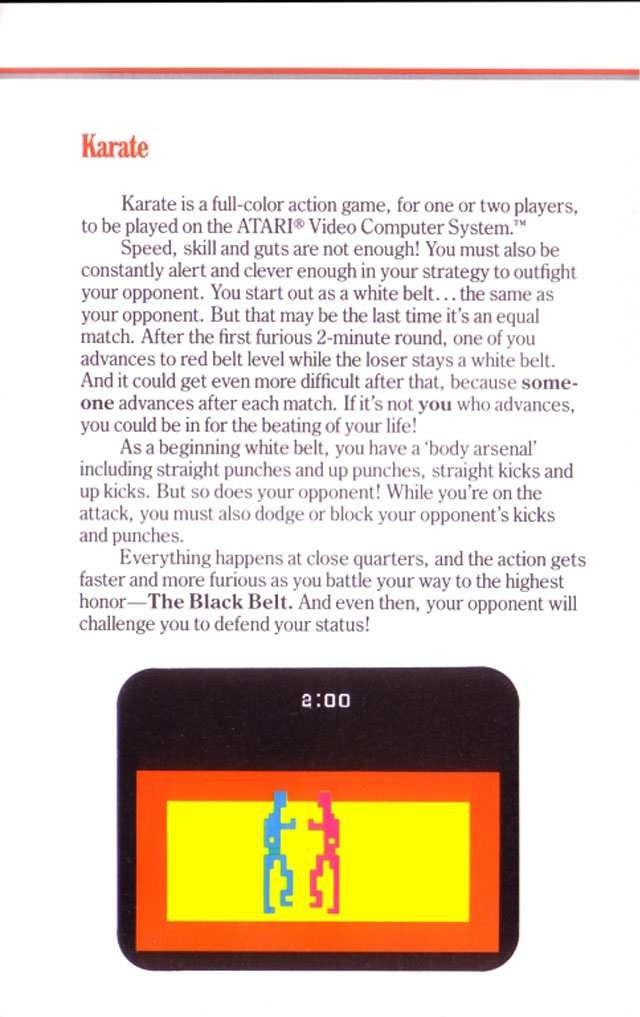 Karate
Karate is a full-color action game, for one or two players,
to be played on the ATARI® Video Computer System.™
Speed, skill and guts are not enough! You must also be
constantly alert and clever enough in your strategy to outfight
your opponent. You start out as a white belt...the same as
your opponent. But that may be the last time it's an equal
match. After the first furious 2-minute round, one of you
advances to red belt level while the loser stays a white belt.
And it could get even more difficult after that, because some-
one advances after each match. If it's not you who advances,
you could be in for the beating of your life!
As a beginning white belt, you have a 'body arsenal'
including straight punches and up punches, straight kicks and
up kicks. But so does your opponent! While you're on the
attack, you must also dodge or block your opponent's kicks
and punches.
Everything happens at close quarters, and the action gets
faster and more furious as you battle your way to the highest
honor—The Black Belt. And even then, your opponent will
challenge you to defend your status!
2:00